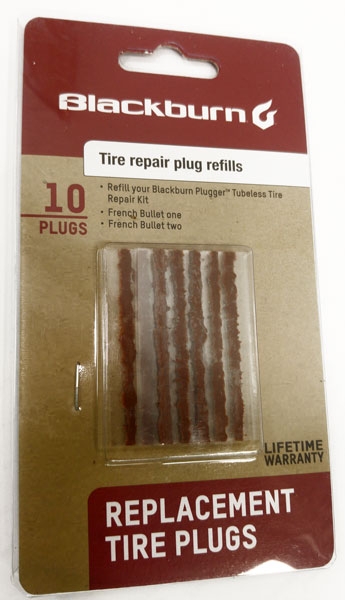 Blackburn
Tire repair plug refills
10
PLUGS
• Refill your Blackburn Plugger™ Tubeless Tire
Repair Kit
• French Bullet one
• French Bullet two
LIFETIME
WARRANTY
REPLACEMENT
TIRE PLUGS